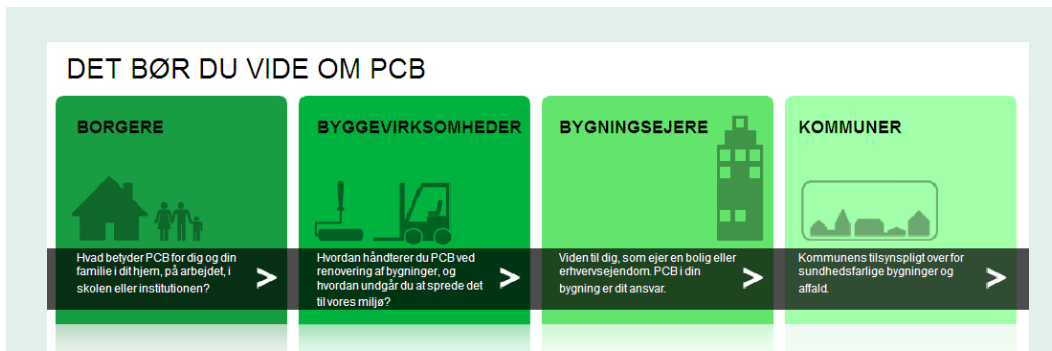 DET BØR DU VIDE OM PCB
BORGERE
Hvad betyder PCB for dig og din
familie i dit hjem, på arbejdet, i
skolen eller institutionen?
BYGGEVIRKSOMHEDER
Hvordan håndterer du PCB ved
renovering af bygninger, og
hvordan undgår du at sprede det
til vores miljø?
BYGNINGSEJERE
Viden til dig, som ejer en bolig eller
erhvervsejendom. PCB i din
bygning er dit ansvar.
KOMMUNER
Kommunens tilsynspligt over for
sundhedsfarlige bygninger og
affald.